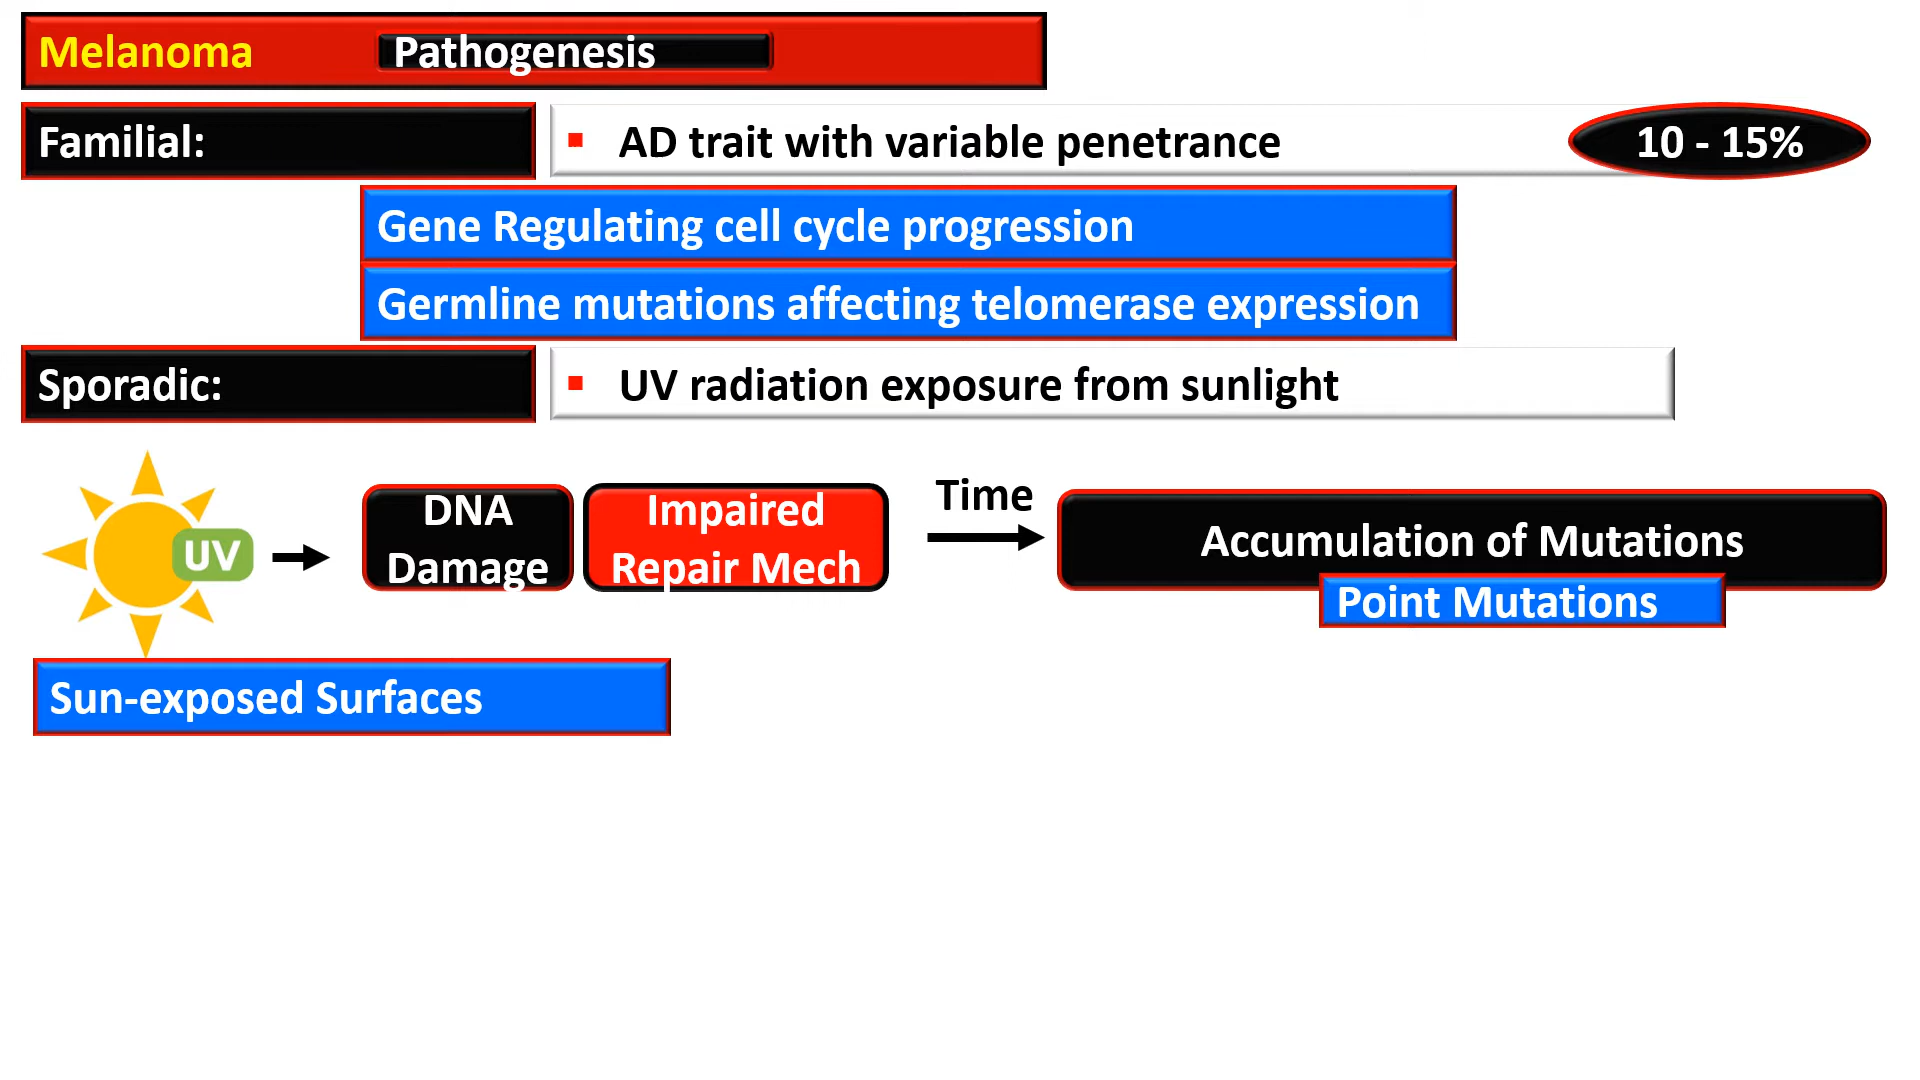 Melanoma Pathogenesis
Familial:
▪ AD trait with variable penetrance
10 - 15%
Gene Regulating cell cycle progression
Germline mutations affecting telomerase expression
Sporadic:
▪ UV radiation exposure from sunlight
UV
DNA
Damage
Impaired
Repair Mech
Time
Accumulation of Mutations
Point Mutations
Sun-exposed Surfaces